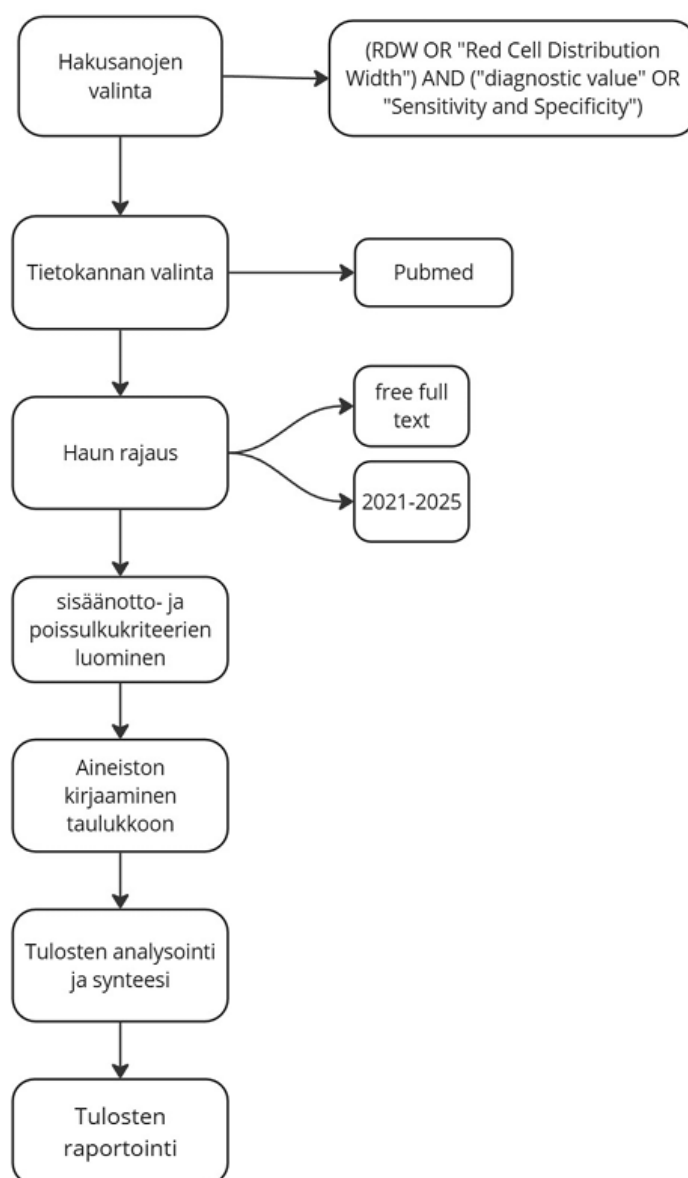 Hakusanojen
valinta
(RDW OR "Red Cell Distribution
Width") AND ("diagnostic value" OR
"Sensitivity and Specificity")
Tietokannan valinta
Pubmed
Haun rajaus
free full
text
2021-2025
sisäänotto- ja
poissulkukriteerien
luominen
Aineiston
kirjaaminen
taulukkoon
Tulosten analysointi
ja synteesi
Tulosten
raportointi